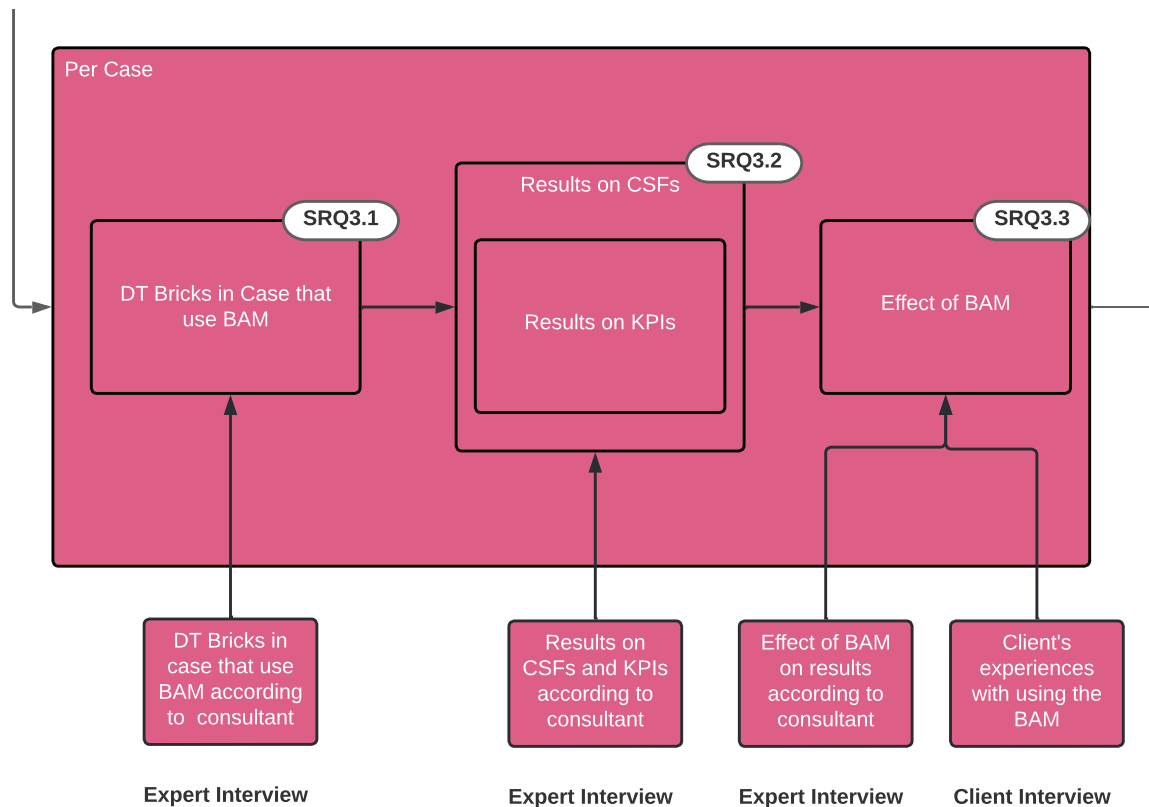 Per Case
SRQ3.1
DT Bricks in Case that
use BAM
SRQ3.2
Results on CSFs
Results on KPIs
SRQ3.3
Effect of BAM
DT Bricks in
case that use
BAM according
to consultant
Results on
CSFs and KPIs
according to
consultant
Effect of BAM
on results
according to
consultant
Client's
experiences
with using the
BAM
Expert Interview
Expert Interview
Expert Interview
Client Interview